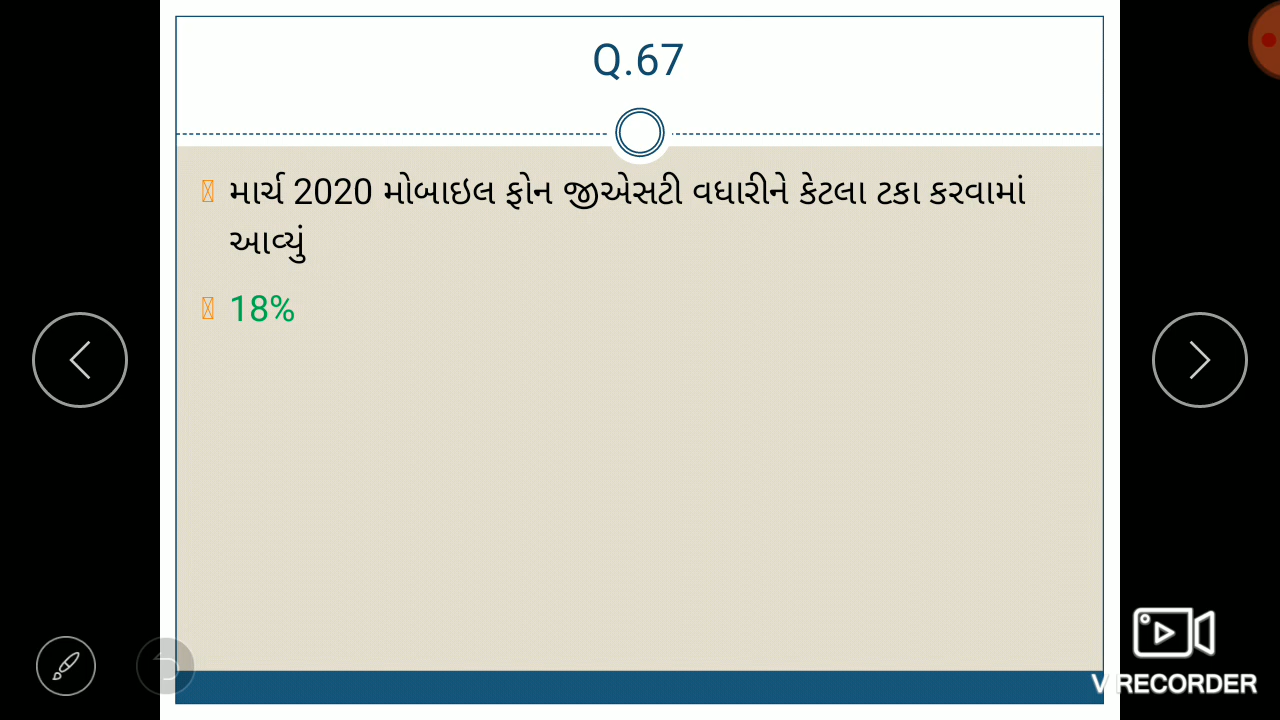 Q.67
માર્ચ 2020 મોબાઇલ ફોન જીએસટી વધારીને કેટલા ટકા કરવામાં
આવ્યું
18%
V RECORDER